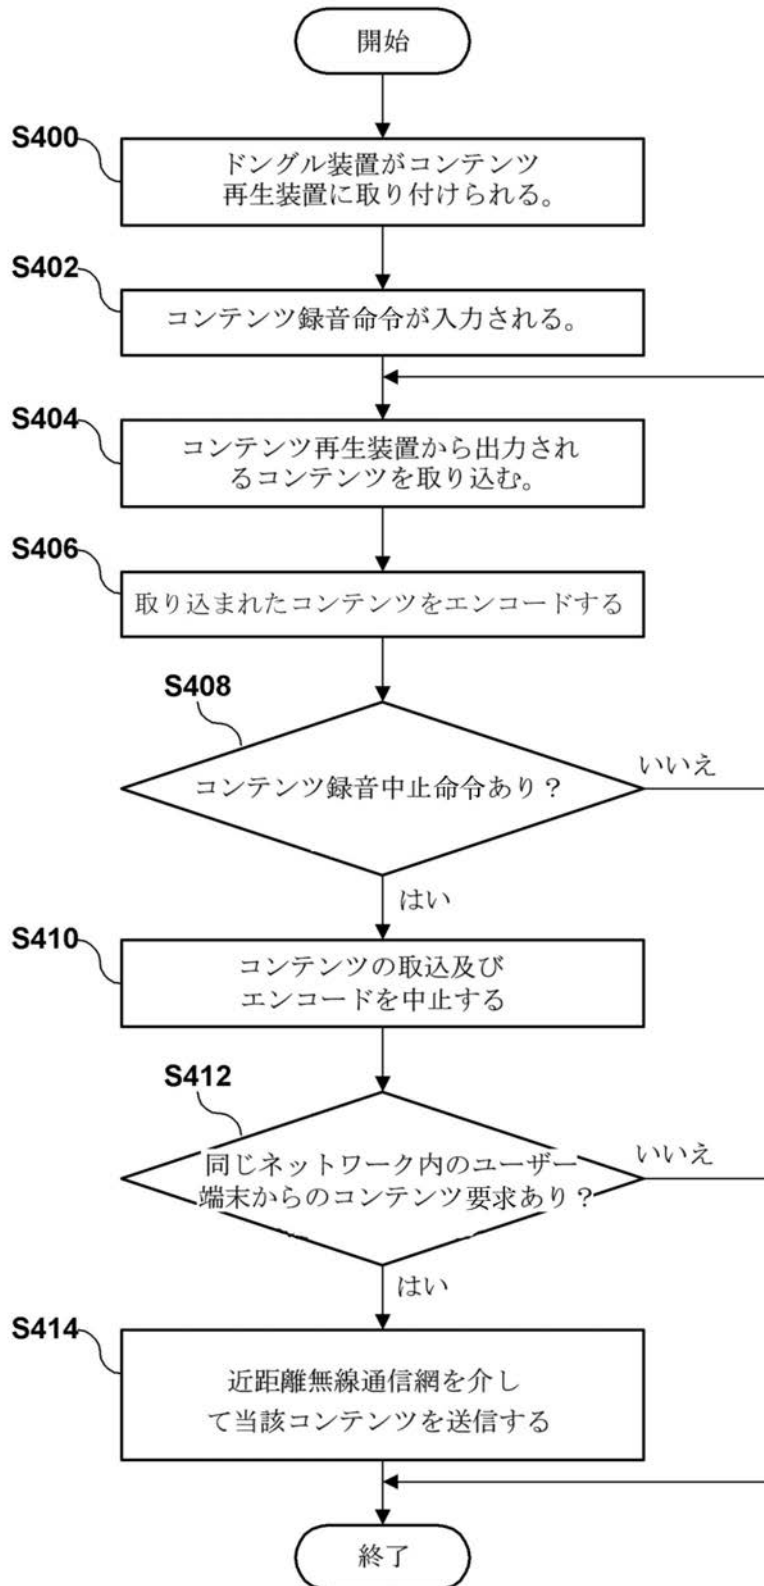 開始
S400
ドングル装置がコンテンツ
再生装置に取り付けられる。
S402
コンテンツ録音命令が入力される。
S404
コンテンツ再生装置から出力され
るコンテンツを取り込む。
S406
取り込まれたコンテンツをエンコードする
S408
コンテンツ録音中止命令あり？
いいえ
はい
S410
コンテンツの取込及び
エンコードを中止する
S412
同じネットワーク内のユーザー
端末からのコンテンツ要求あり？
いいえ
はい
S414
近距離無線通信網を介し
て当該コンテンツを送信する
終了